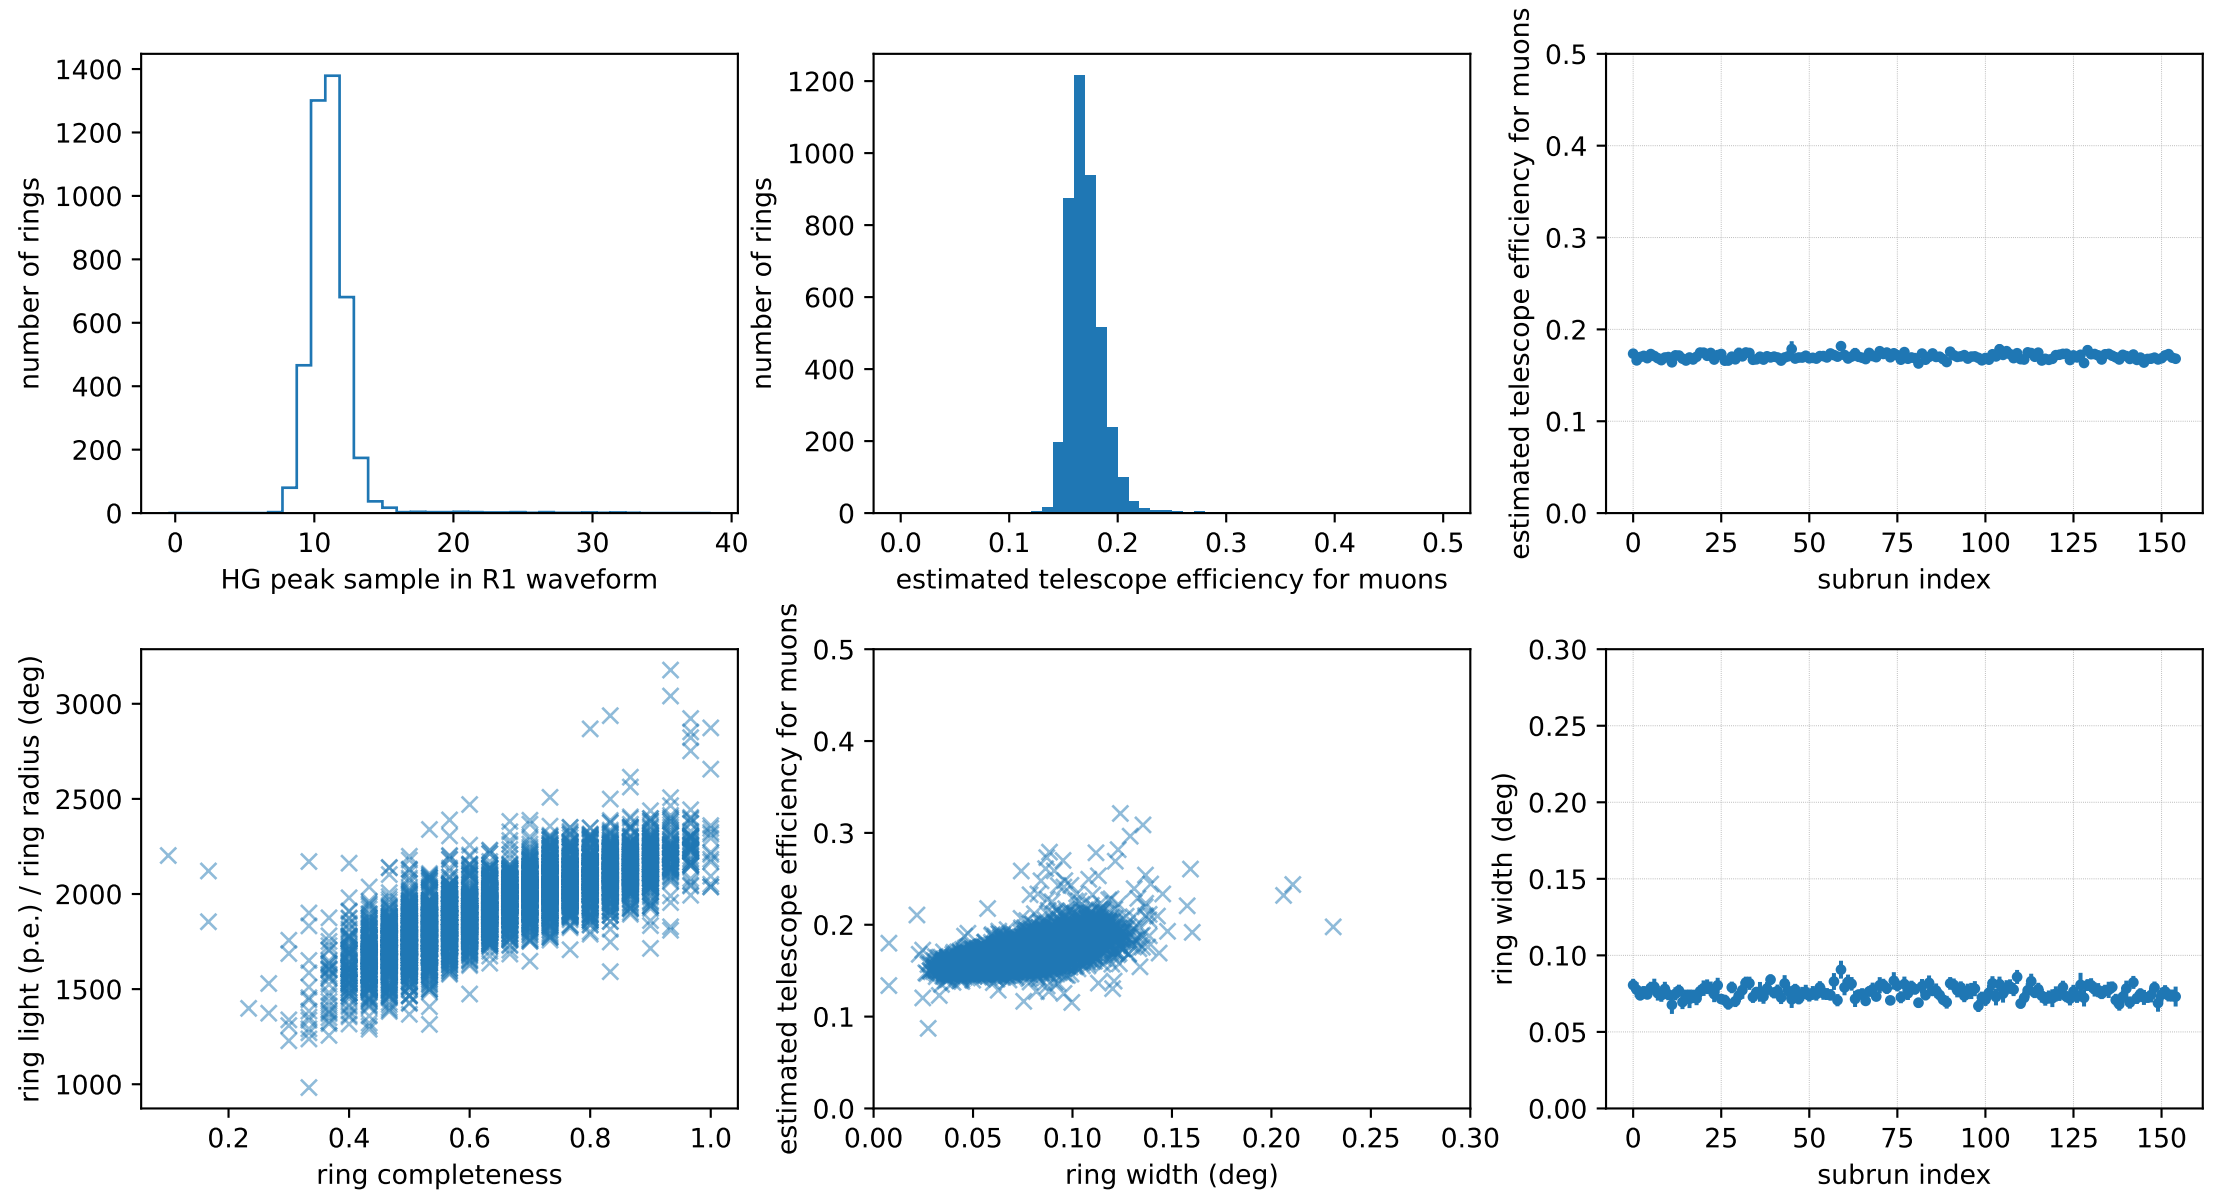 1400
1200
1000
800
600
400
200
0
number of rings
0 10 20 30 40
HG peak sample in R1 waveform
1200
1000
800
600
400
200
0
number of rings
0.0 0.1 0.2 0.3 0.4 0.5
estimated telescope efficiency for muons
0.5
0.4
0.3
0.2
0.1
0.0
estimated telescope efficiency for muons
0 25 50 75 100 125 150
subrun index
3000
2500
2000
1500
1000
ring light (p.e.) / ring radius (deg)
0.2 0.4 0.6 0.8 1.0
ring completeness
0.5
0.4
0.3
0.2
0.1
0.0
estimated telescope efficiency for muons
0.00 0.05 0.10 0.15 0.20 0.25 0.30
ring width (deg)
0.30
0.25
0.20
0.15
0.10
0.05
0.00
ring width (deg)
0 25 50 75 100 125 150
subrun index